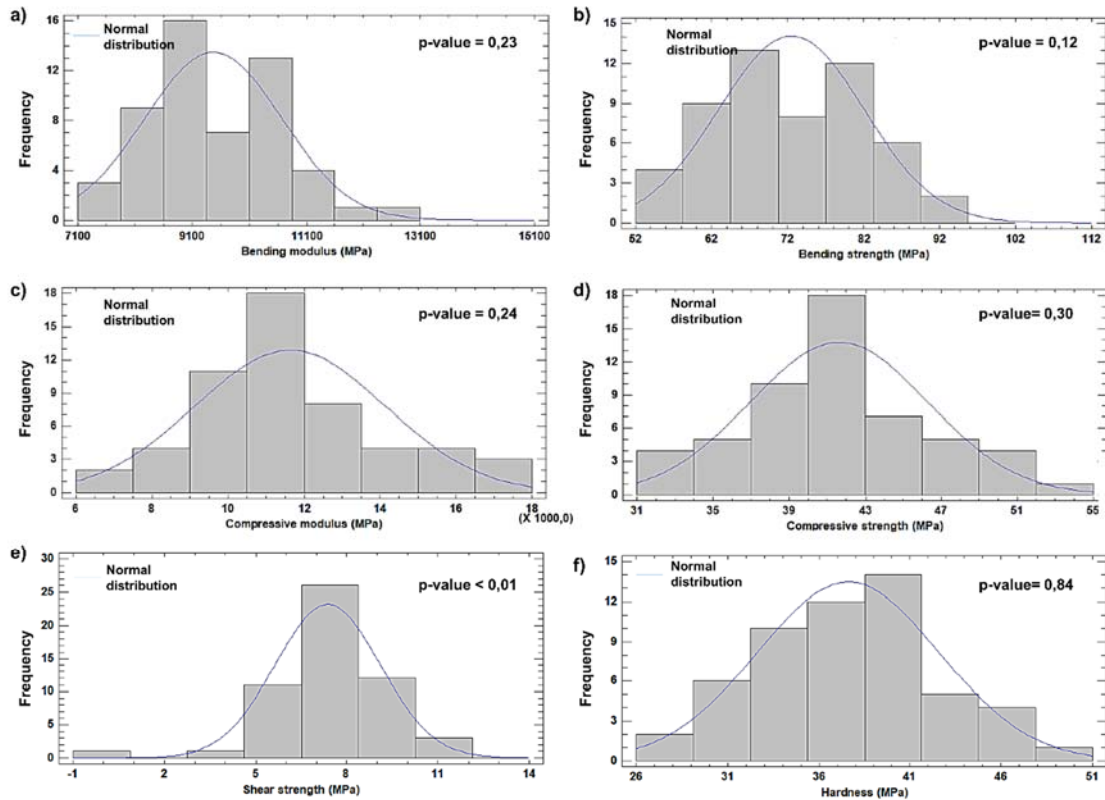 a)
Normal
distribution
p-value = 0,23
Frequency
16
12
8
4
0
7100 9100 11100 13100 15100
Bending modulus (MPa)
b)
Normal
distribution
p-value = 0,12
Frequency
15
12
9
6
3
0
52 62 72 82 92 102 112
Bending strength (MPa)
c)
Normal
distribution
p-value = 0,24
Frequency
18
15
12
9
6
3
0
6 8 10 12 14 16 18
(X 1000,0)
Compressive modulus (MPa)
d)
Normal
distribution
p-value= 0,30
Frequency
18
15
12
9
6
3
0
31 35 39 43 47 51 55
Compressive strength (MPa)
e)
Normal
distribution
p-value < 0,01
Frequency
30
25
20
15
10
5
0
-1 2 5 8 11 14
Shear strength (MPa)
f)
Normal
distribution
p-value= 0,84
Frequency
15
12
9
6
3
0
26 31 36 41 46 51
Hardness (MPa)